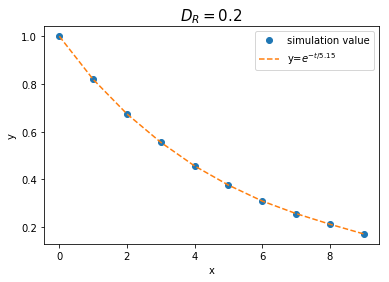 D_R = 0.2
simulation value
y=e^{-t/5.15}
1.0
0.8
0.6
0.4
0.2
y
0 2 4 6 8
x